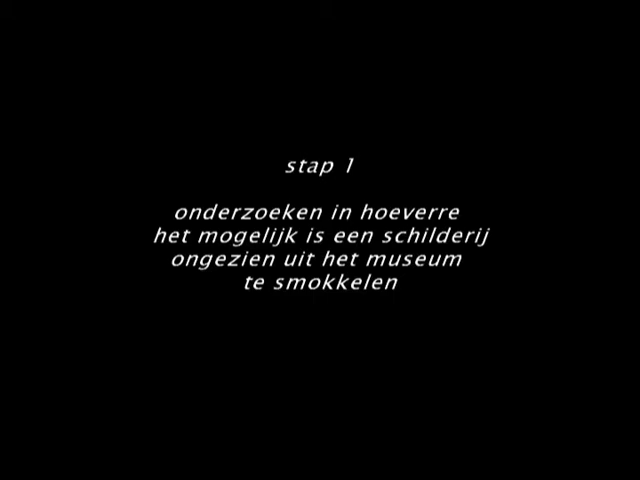 stap 1
onderzoeken in hoeverre
het mogelijk is een schilderij
ongezien uit het museum
te smokkelen